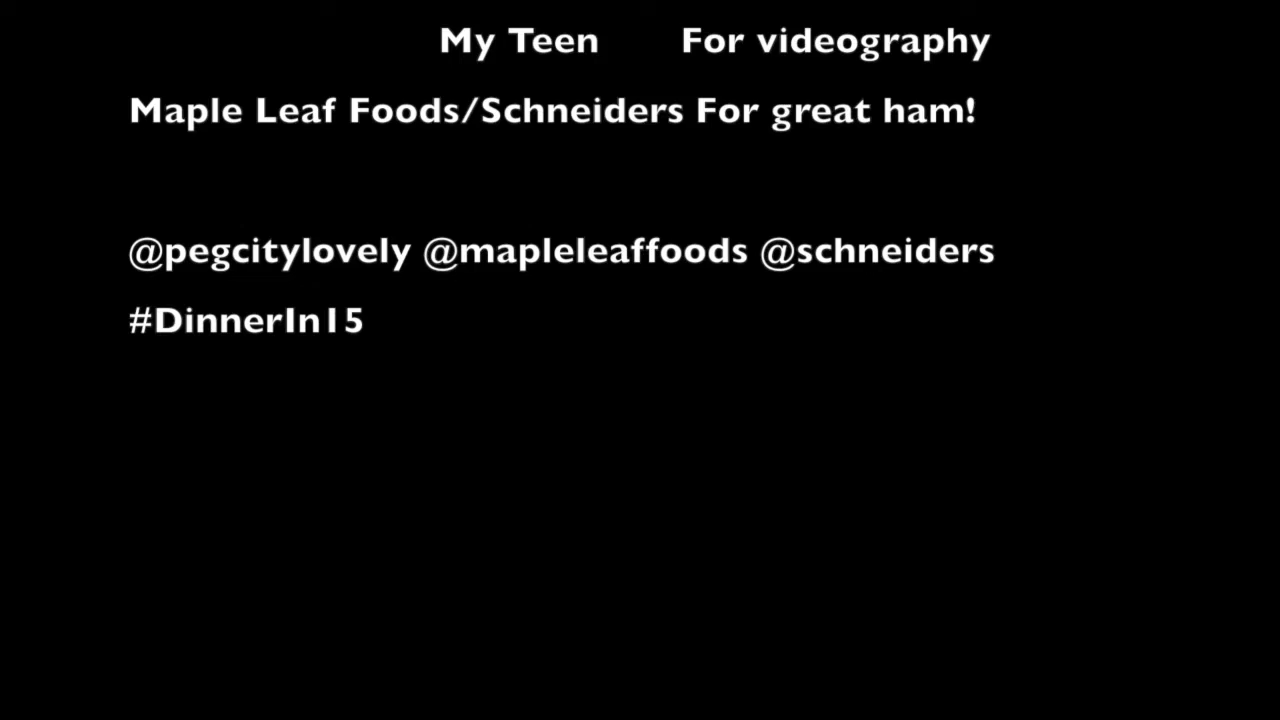 My Teen For videography
Maple Leaf Foods/Schneiders For great ham!
@pegcitylovely @mapleleaffoods @schneiders
#DinnerIn15